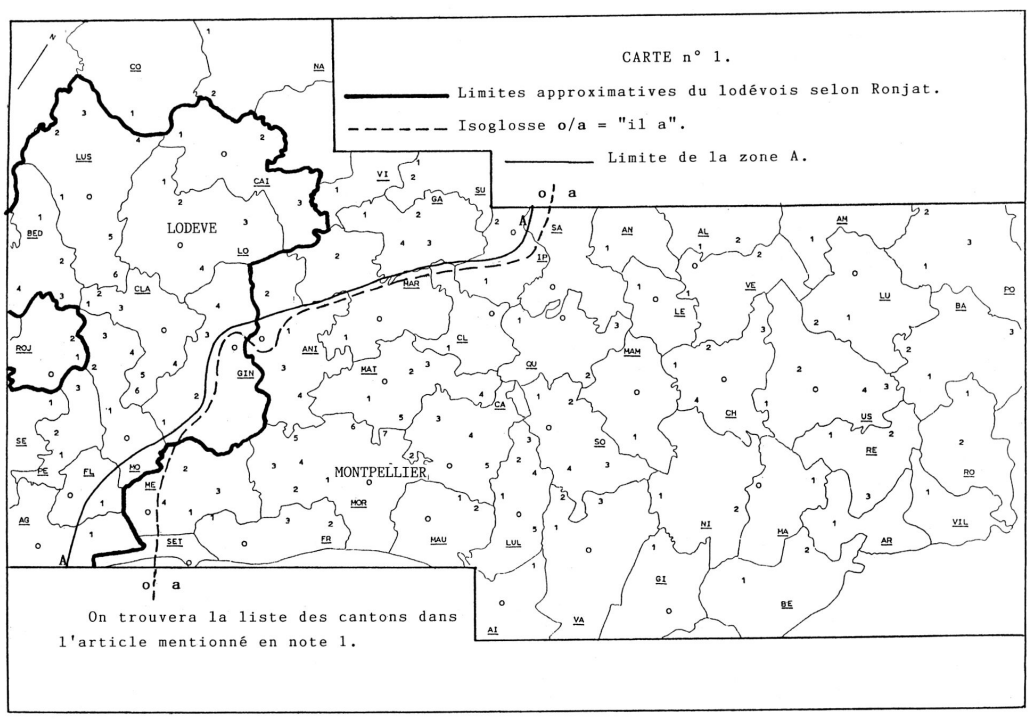 CARTE n° 1.
Limites approximatives du lodévois selon Ronjat.
Isoglosse o/a = "il a".
Limite de la zone A.
N
CO
NA
LUS
CAI
VI
GA
SU
o a
A
SA
AN
AL
AM
BED
LODEVE
LO
IP
CLA
MAR
VE
LU
BA
PO
LE
ROJ
ANI
CL
MAM
GIN
MAT
QU
CA
CH
US
SE
SO
RE
PE
FL
MO
ME
MONTPELLIER
MOR
RO
AG
SET
FR
MAU
LUL
NI
MA
AR
VIL
A
o a
GI
BE
AI
VA
On trouvera la liste des cantons dans
l'article mentionné en note 1.